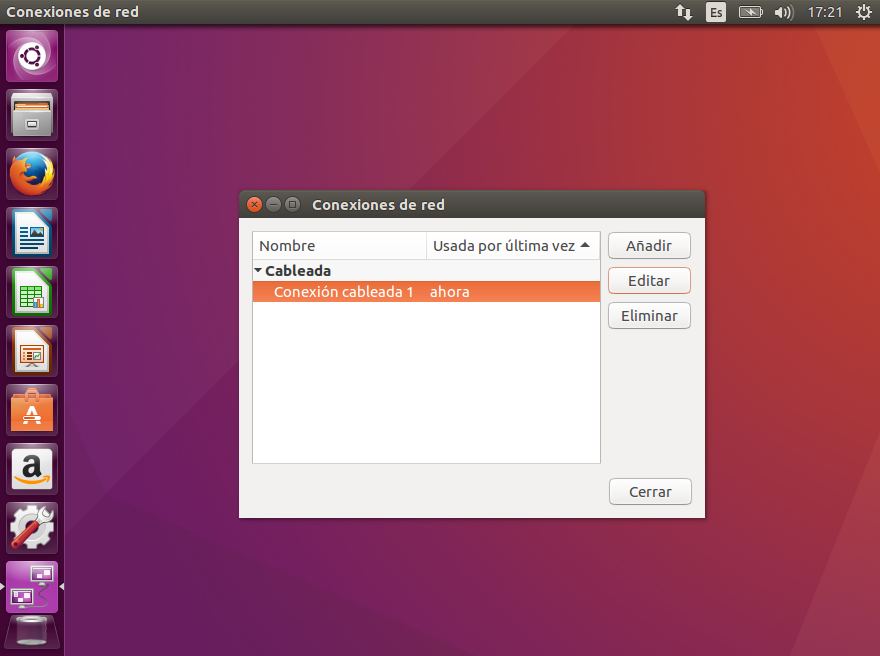 Conexiones de red
Es
17:21
Conexiones de red
Nombre
Usada por última vez
Añadir
Cableada
Editar
Conexión cableada 1 ahora
Eliminar
Cerrar